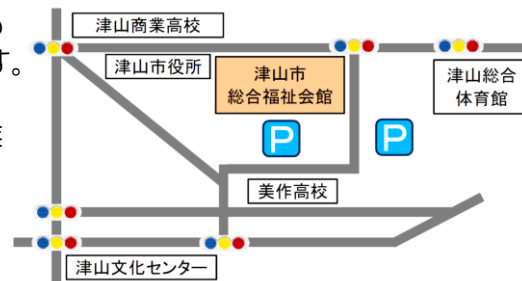 津山商業高校
す。
津山市役所
津山市
総合福祉会館
津山総合
体育館
P
P
美作高校
津山文化センター